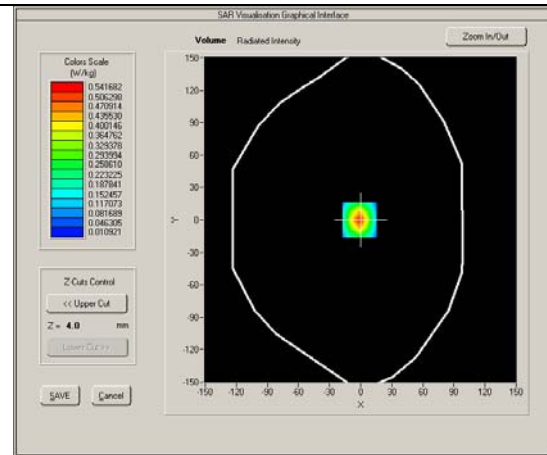 SAR Visualisation Graphical Interface
Volume Radiated Intensity
Zoom In/Out
Colors Scale
(W/kg)
0.541682
0.506298
0.470914
0.435530
0.400146
0.364762
0.329378
0.293994
0.258610
0.223225
0.187841
0.152457
0.117073
0.081689
0.046305
0.010921
Z-Cuts Control
<< Upper Cut
Z = 4.0 mm
Lower Cut >>
SAVE Cancel
150
120
90
60
30
0
-30
-60
-90
-120
-150
Y
-150 -120 -90 -60 -30 0 30 60 90 120 150
X